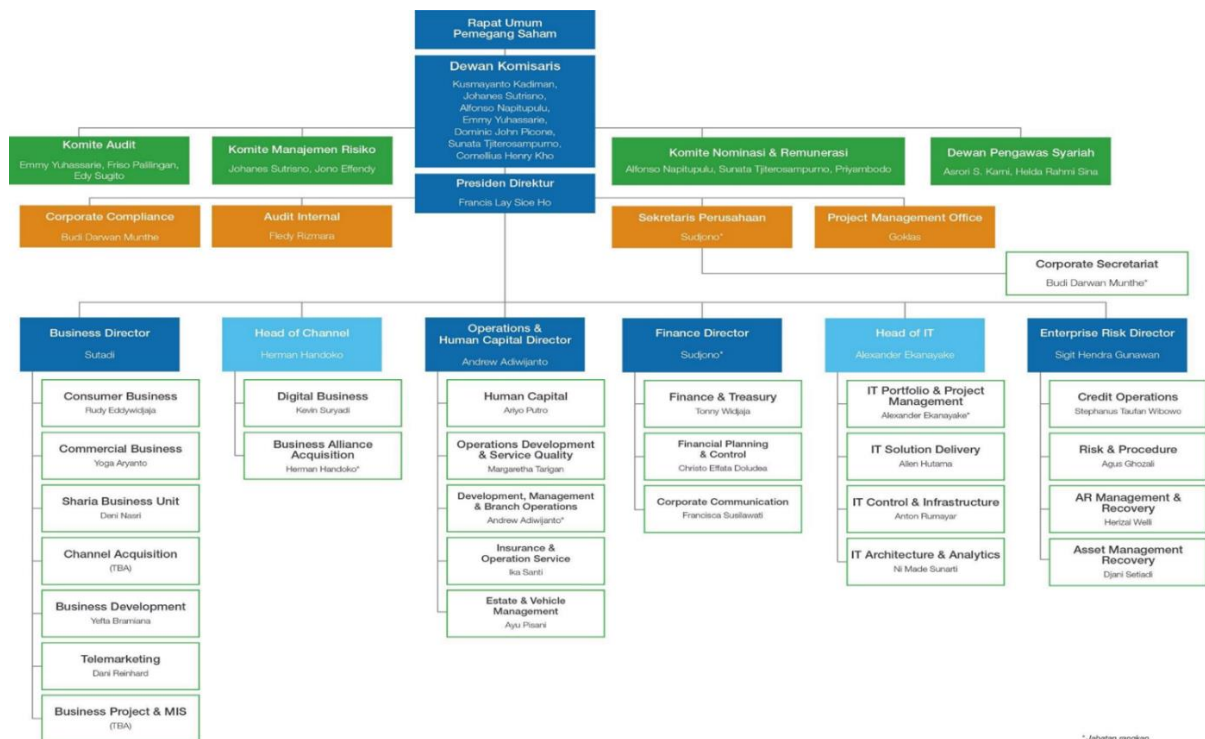 Rapat Umum
Pemegang Saham
Dewan Komisaris
Kusmayanto Kadiman,
Johanes Sutrisno,
Alfonso Napitupulu,
Emmy Yuhassarie,
Dominic John Picone,
Sunata Tjiterosampurno,
Cornellius Henry Kho
Komite Audit
Emmy Yuhassarie, Friso Palilingan,
Edy Sugito
Komite Manajemen Risiko
Johanes Sutrisno, Jono Effendy
Komite Nominasi & Remunerasi
Alfonso Napitupulu, Sunata Tjiterosampurno, Priyambodo
Dewan Pengawas Syariah
Asrori S. Karni, Helda Rahmi Sina
Presiden Direktur
Francis Lay Sioe Ho
Corporate Compliance
Budi Darwan Munthe
Audit Internal
Fledy Rizmara
Sekretaris Perusahaan
Sudjono*
Project Management Office
Goklas
Corporate Secretariat
Budi Darwan Munthe*
Business Director
Sutadi
Head of Channel
Herman Handoko
Operations &
Human Capital Director
Andrew Adiwijanto
Finance Director
Sudjono*
Head of IT
Alexander Ekanayake
Enterprise Risk Director
Sigit Hendra Gunawan
Consumer Business
Rudy Eddywidjaja
Commercial Business
Yoga Aryanto
Sharia Business Unit
Deni Nasri
Channel Acquisition
(TBA)
Business Development
Yefta Bramiana
Telemarketing
Dani Reinhard
Business Project & MIS
(TBA)
Digital Business
Kevin Suryadi
Business Alliance
Acquisition
Herman Handoko*
Human Capital
Ariyo Putro
Operations Development
& Service Quality
Margaretha Tarigan
Development, Management
& Branch Operations
Andrew Adiwijanto*
Insurance &
Operation Service
Ika Santi
Estate & Vehicle
Management
Ayu Pisani
Finance & Treasury
Tonny Widjaja
Financial Planning
& Control
Christo Effata Doludea
Corporate Communication
Francisca Susilawati
IT Portfolio & Project
Management
Alexander Ekanayake*
IT Solution Delivery
Allen Hutama
IT Control & Infrastructure
Anton Rumayar
IT Architecture & Analytics
Ni Made Sunarti
Credit Operations
Stephanus Taufan Wibowo
Risk & Procedure
Agus Ghozali
AR Management &
Recovery
Herizal Welli
Asset Management
Recovery
Djani Setiadi
* Jabatan rangkap